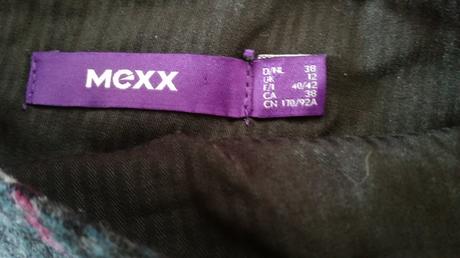 mexx
D/NL 38
UK 12
F/I 40/42
CA 38
CN 170/92A